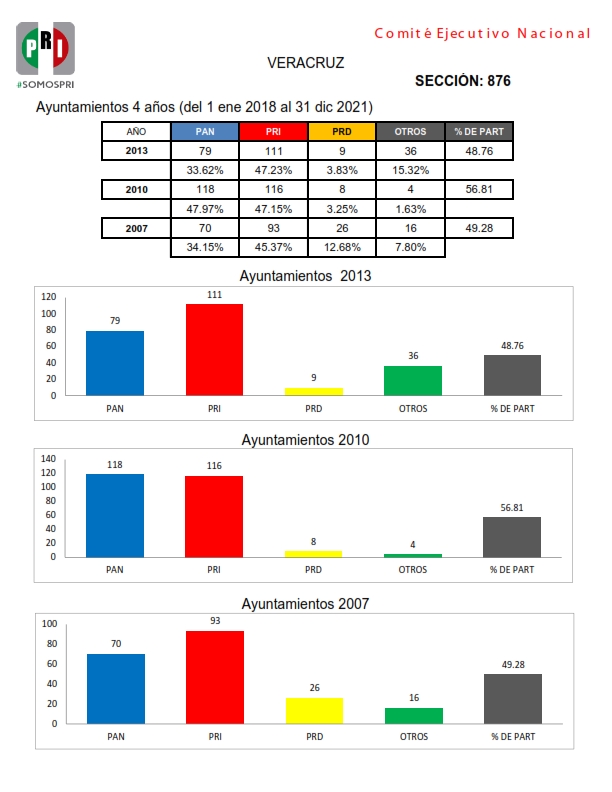 Comité Ejecutivo Nacional
PRI
#SOMOSPRI
VERACRUZ
SECCIÓN: 876
Ayuntamientos 4 años (del 1 ene 2018 al 31 dic 2021)
AÑO PAN PRI PRD OTROS % DE PART
2013 79 111 9 36 48.76
33.62% 47.23% 3.83% 15.32%
2010 118 116 8 4 56.81
47.97% 47.15% 3.25% 1.63%
2007 70 93 26 16 49.28
34.15% 45.37% 12.68% 7.80%
Ayuntamientos 2013
120
100
80
60
40
20
0
79 111 9 36 48.76
PAN PRI PRD OTROS % DE PART
Ayuntamientos 2010
140
120
100
80
60
40
20
0
118 116 8 4 56.81
PAN PRI PRD OTROS % DE PART
Ayuntamientos 2007
100
80
60
40
20
0
70 93 26 16 49.28
PAN PRI PRD OTROS % DE PART